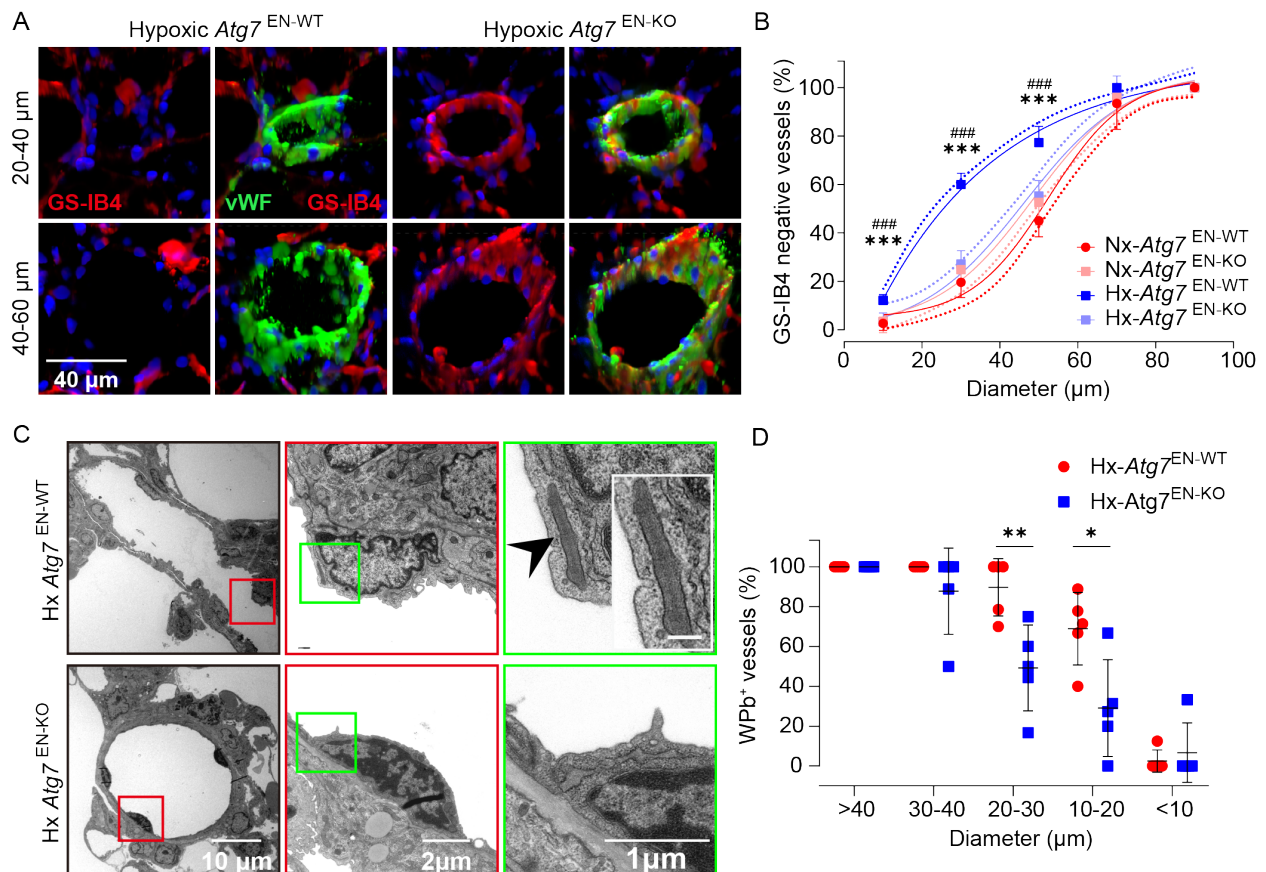 A
Hypoxic Atg7 EN-WT
Hypoxic Atg7 EN-KO
20-40 µm
GS-IB4
vWF
GS-IB4
40-60 µm
40 µm
B
GS-IB4 negative vessels (%)
100
80
60
40
20
0
###
***
###
***
###
***
Nx-Atg7 EN-WT
Nx-Atg7 EN-KO
Hx-Atg7 EN-WT
Hx-Atg7 EN-KO
0 20 40 60 80 100
Diameter (µm)
C
Hx Atg7 EN-WT
Hx Atg7 EN-KO
10 µm
2µm
1µm
D
Hx-Atg7 EN-WT
Hx-Atg7 EN-KO
WPb⁺ vessels (%)
100
80
60
40
20
0
**
*
>40 30-40 20-30 10-20 <10
Diameter (µm)